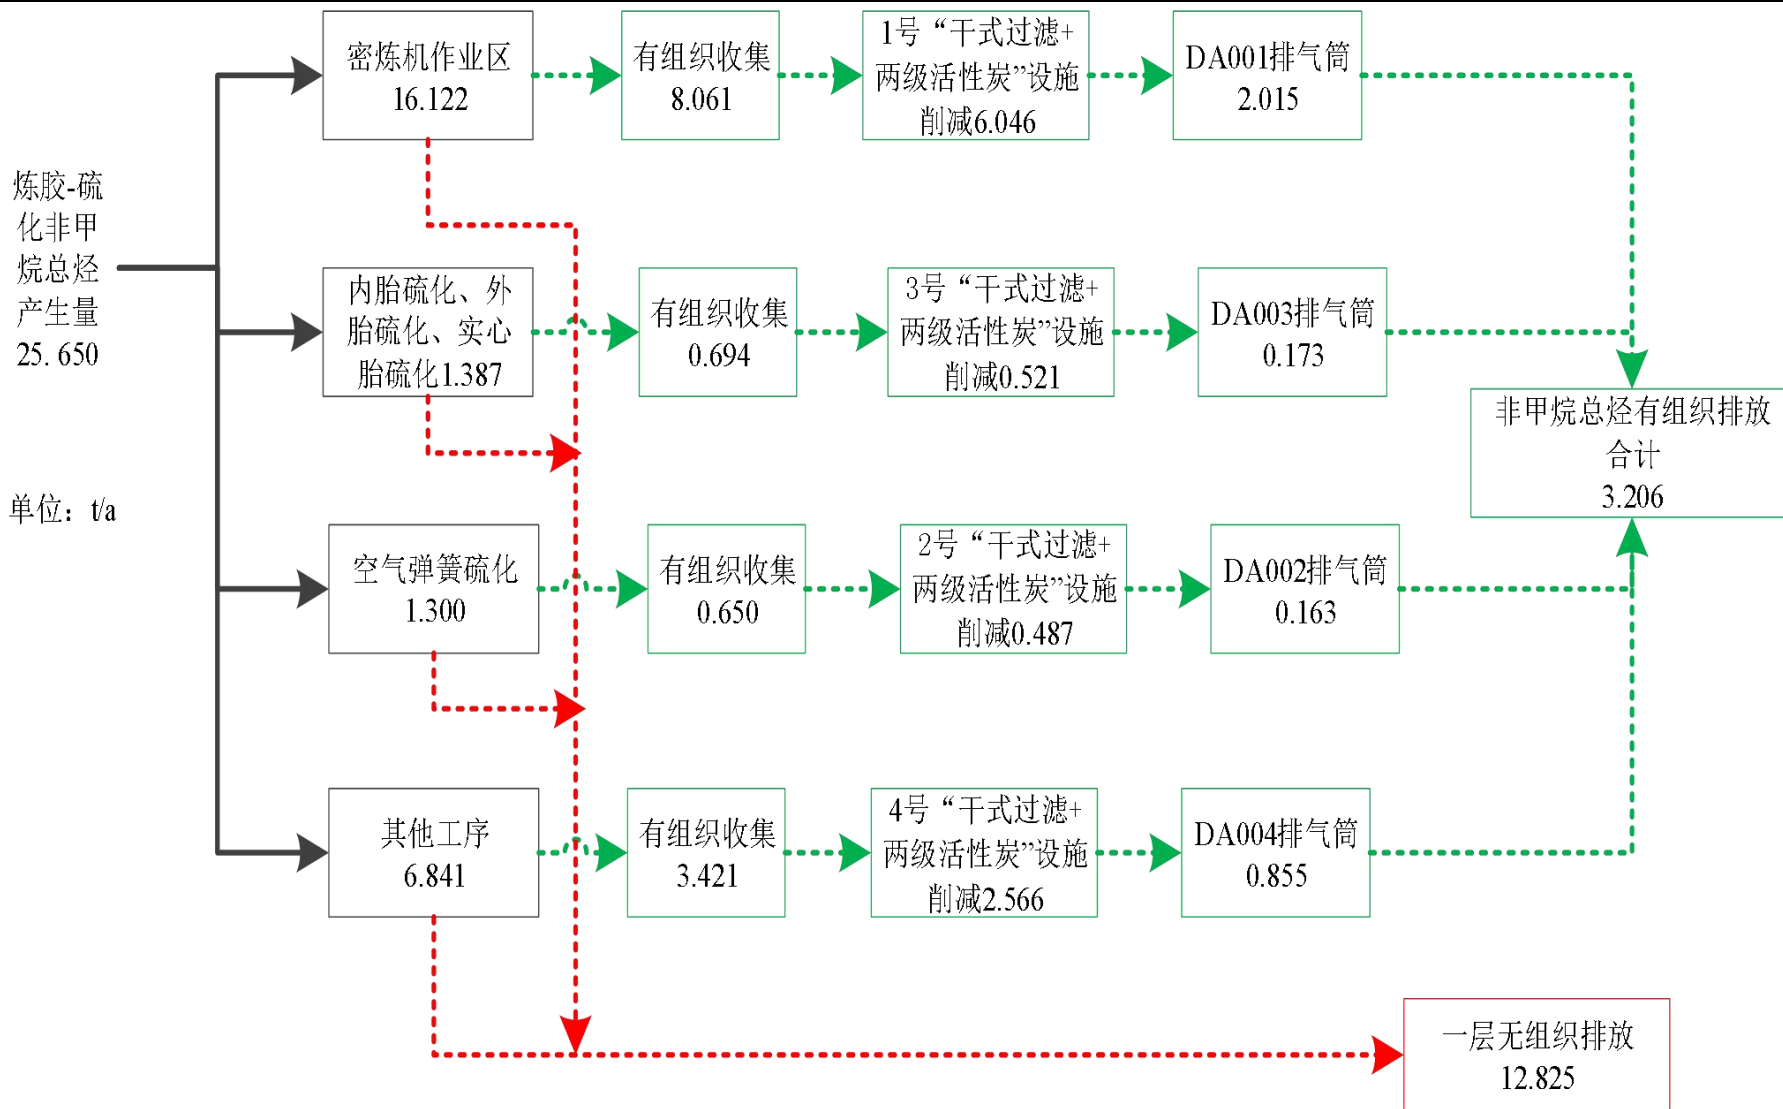 炼胶-硫
化非甲
烷总烃
产生量
25.650
单位：t/a
密炼机作业区
16.122
有组织收集
8.061
1号“干式过滤+
两级活性炭”设施
削减6.046
DA001排气筒
2.015
内胎硫化、外
胎硫化、实心
胎硫化1.387
有组织收集
0.694
3号“干式过滤+
两级活性炭”设施
削减0.521
DA003排气筒
0.173
非甲烷总烃有组织排放
合计
3.206
空气弹簧硫化
1.300
有组织收集
0.650
2号“干式过滤+
两级活性炭”设施
削减0.487
DA002排气筒
0.163
其他工序
6.841
有组织收集
3.421
4号“干式过滤+
两级活性炭”设施
削减2.566
DA004排气筒
0.855
一层无组织排放
12.825